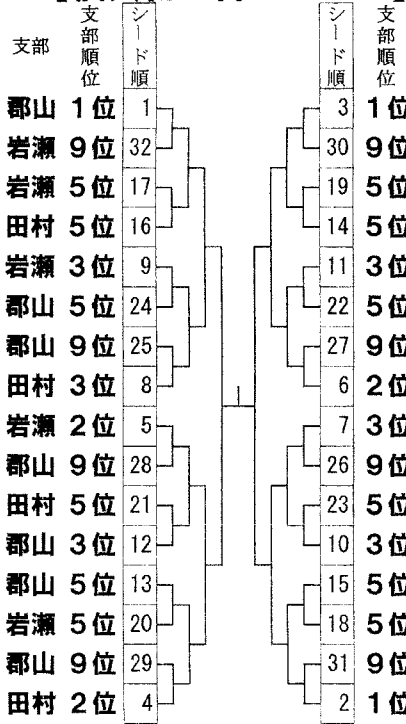 支部 支部順位 シード順 シード順 支部順位
郡山 1位 1 3 1位
岩瀬 9位 32 30 9位
岩瀬 5位 17 19 5位
田村 5位 16 14 5位
岩瀬 3位 9 11 3位
郡山 5位 24 22 5位
郡山 9位 25 27 9位
田村 3位 8 6 2位
岩瀬 2位 5 7 3位
郡山 9位 28 26 9位
田村 5位 21 23 5位
郡山 3位 12 10 3位
郡山 5位 13 15 5位
岩瀬 5位 20 18 5位
郡山 9位 29 31 9位
田村 2位 4 2 1位